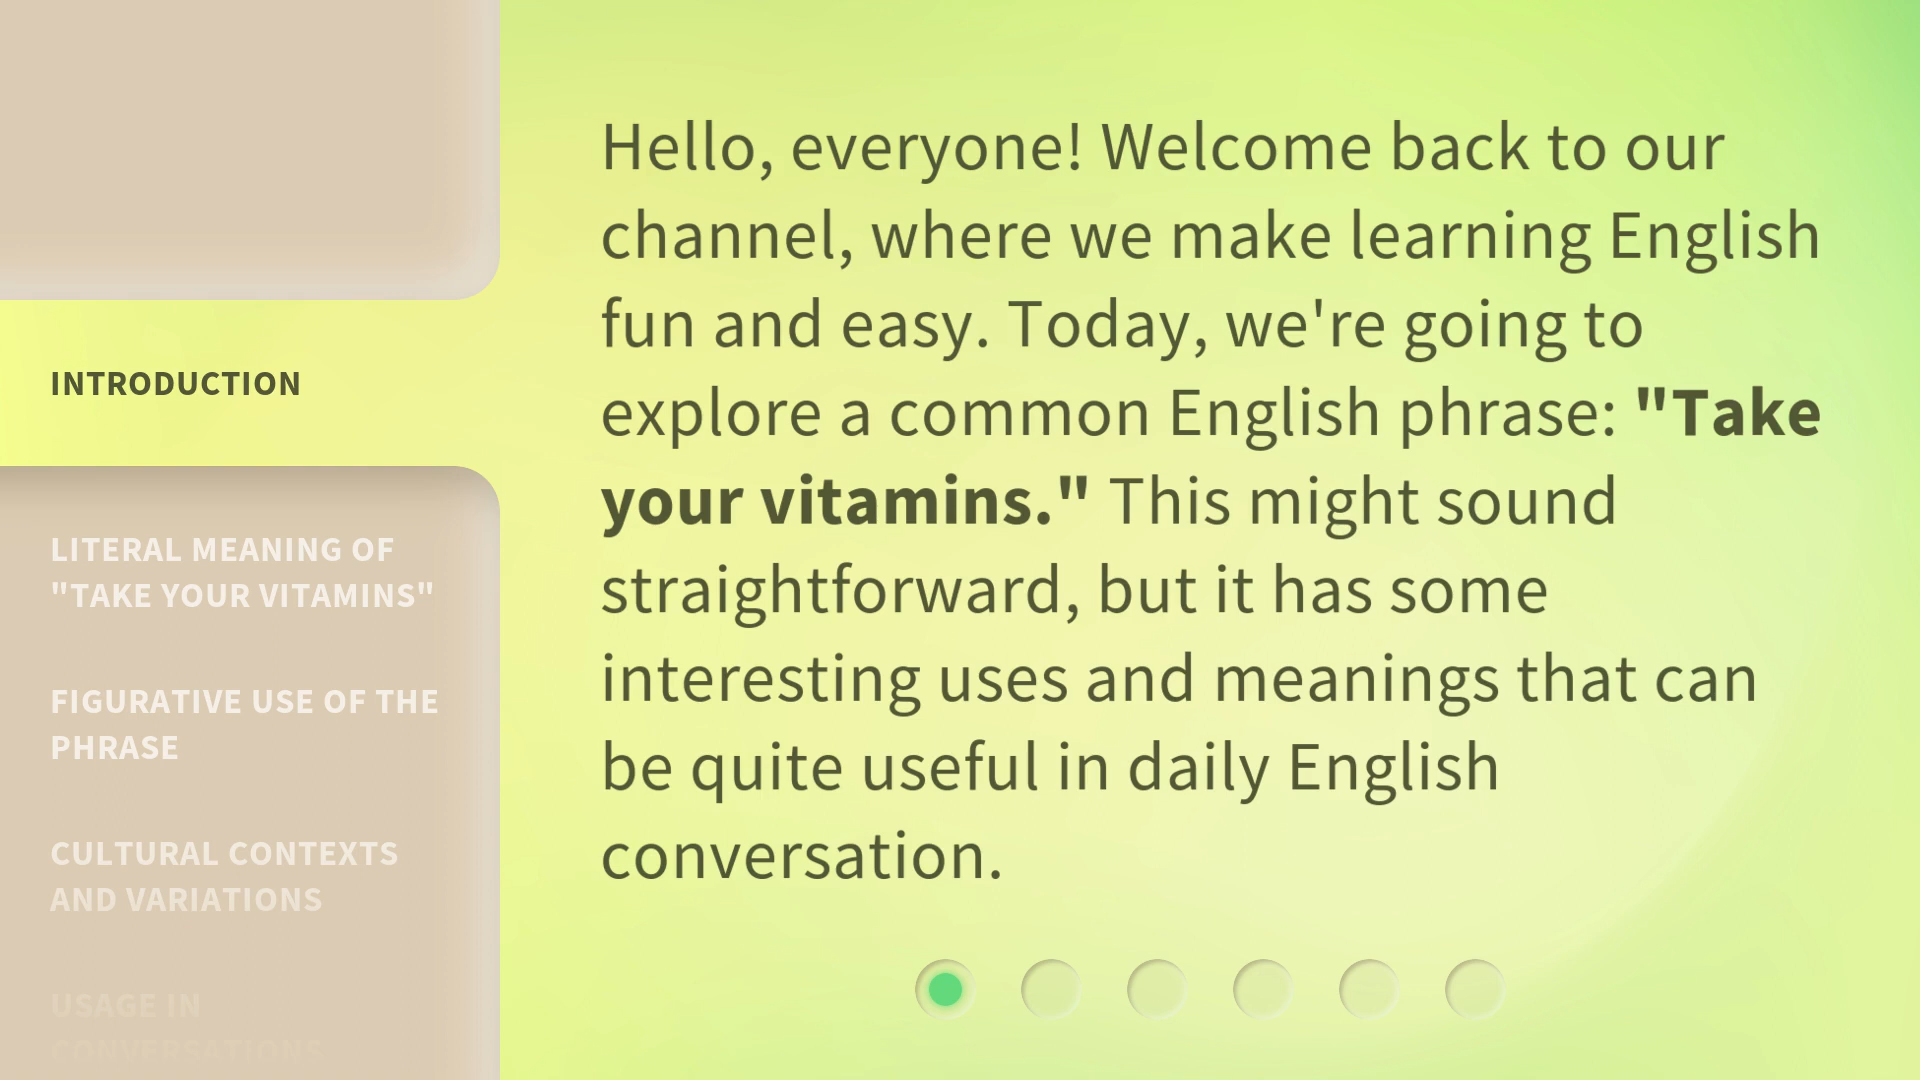 INTRODUCTION
LITERAL MEANING OF
"TAKE YOUR VITAMINS"
FIGURATIVE USE OF THE
PHRASE
CULTURAL CONTEXTS
AND VARIATIONS
USAGE IN
CONVERSATIONS
Hello, everyone! Welcome back to our
channel, where we make learning English
fun and easy. Today, we're going to
explore a common English phrase: "Take
your vitamins." This might sound
straightforward, but it has some
interesting uses and meanings that can
be quite useful in daily English
conversation.